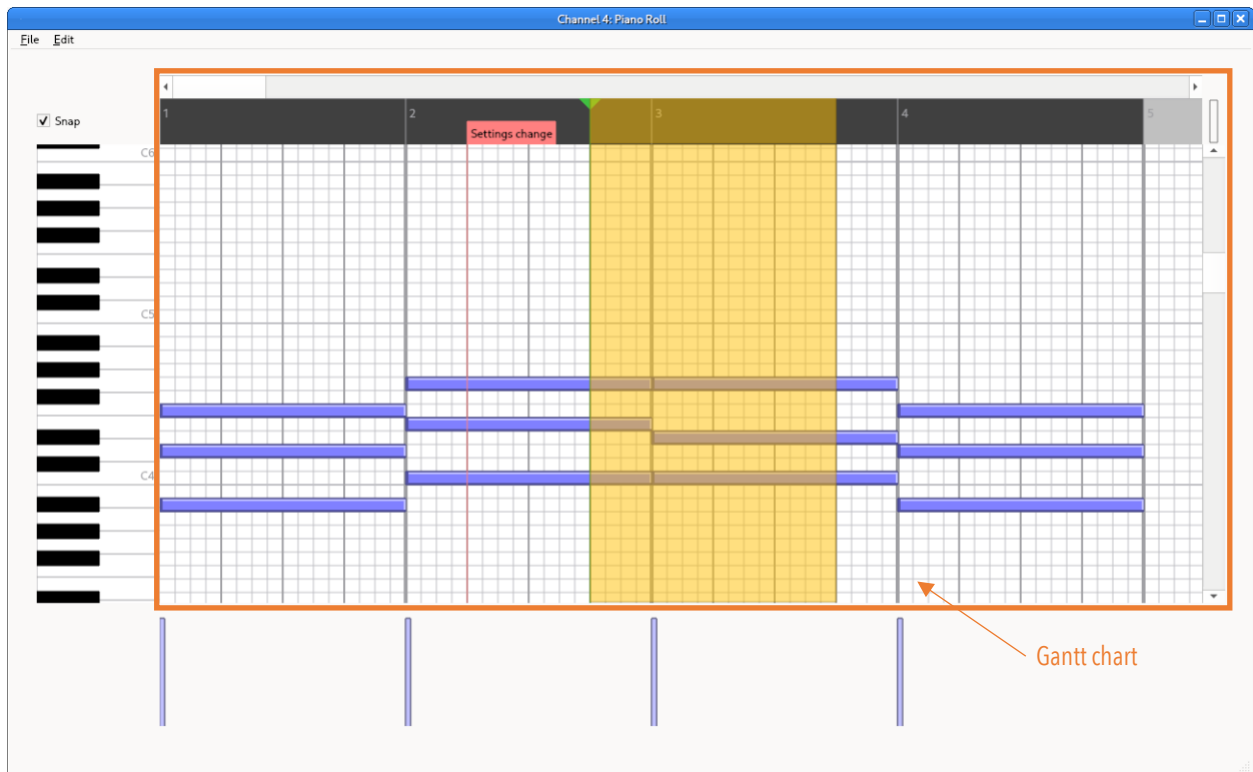 Channel 4: Piano Roll
File Edit
Snap
1 2 3 4 5
Settings change
C6
C5
C4
Gantt chart